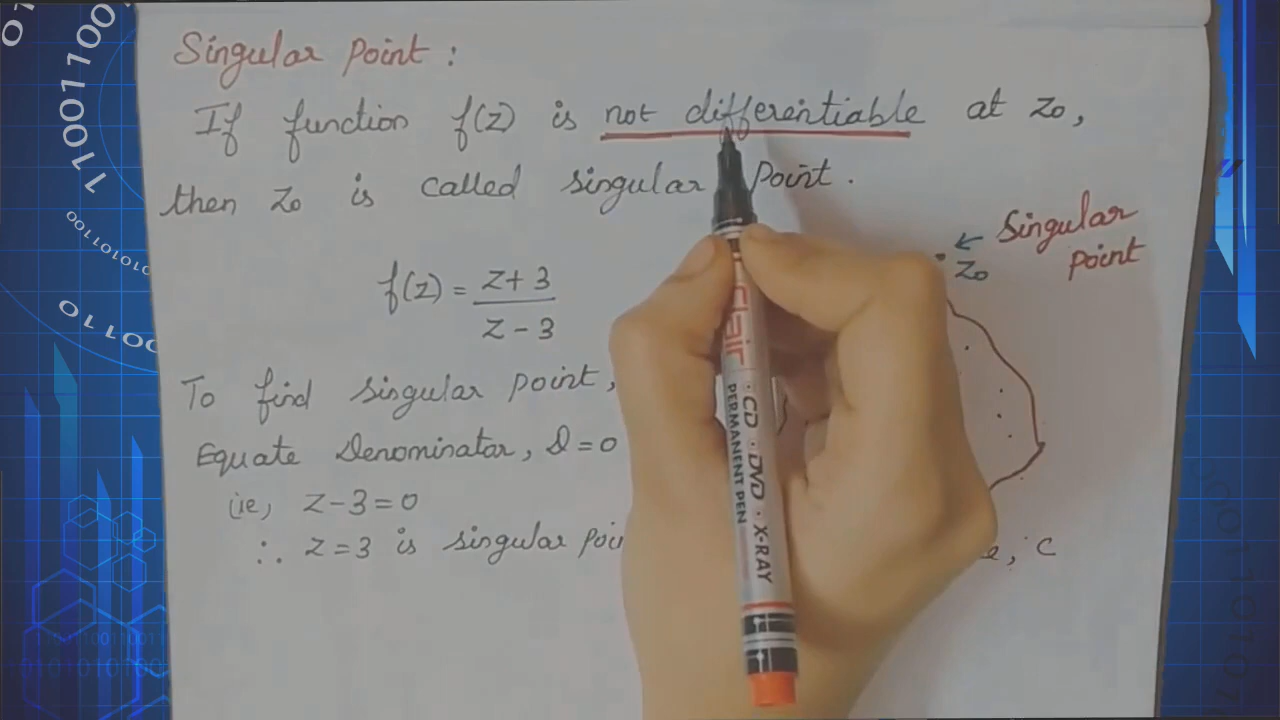 Singular Point :
If function f(z) is not differentiable at z₀,
then z₀ is called singular Point .
← Singular
z₀ point
f(z) = z+3
z-3
To find singular point,
Equate Denominator, D=0
(ie, z-3=0
∴ z=3 is singular
, C
Flair
· CD · DVD · X-RAY
PERMANENT PEN